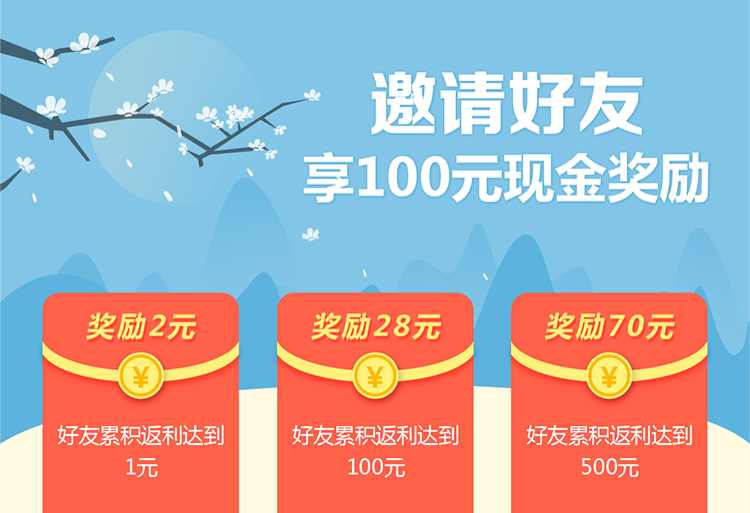 邀请好友
享100元现金奖励
奖励2元
¥
好友累积返利达到
1元
奖励28元
¥
好友累积返利达到
100元
奖励70元
¥
好友累积返利达到
500元